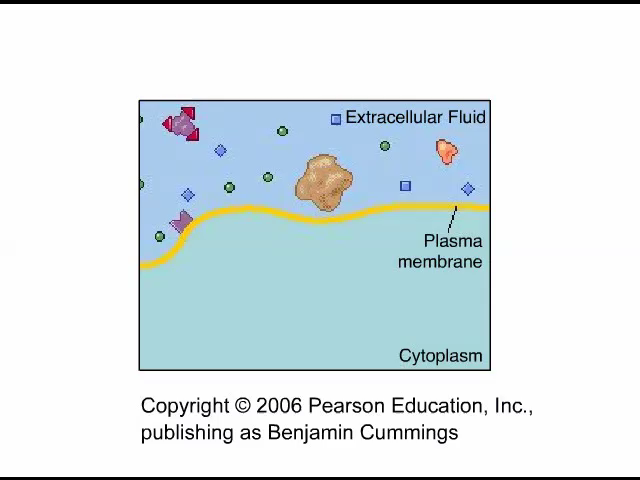 Extracellular Fluid
Plasma
membrane
Cytoplasm
Copyright © 2006 Pearson Education, Inc.,
publishing as Benjamin Cummings